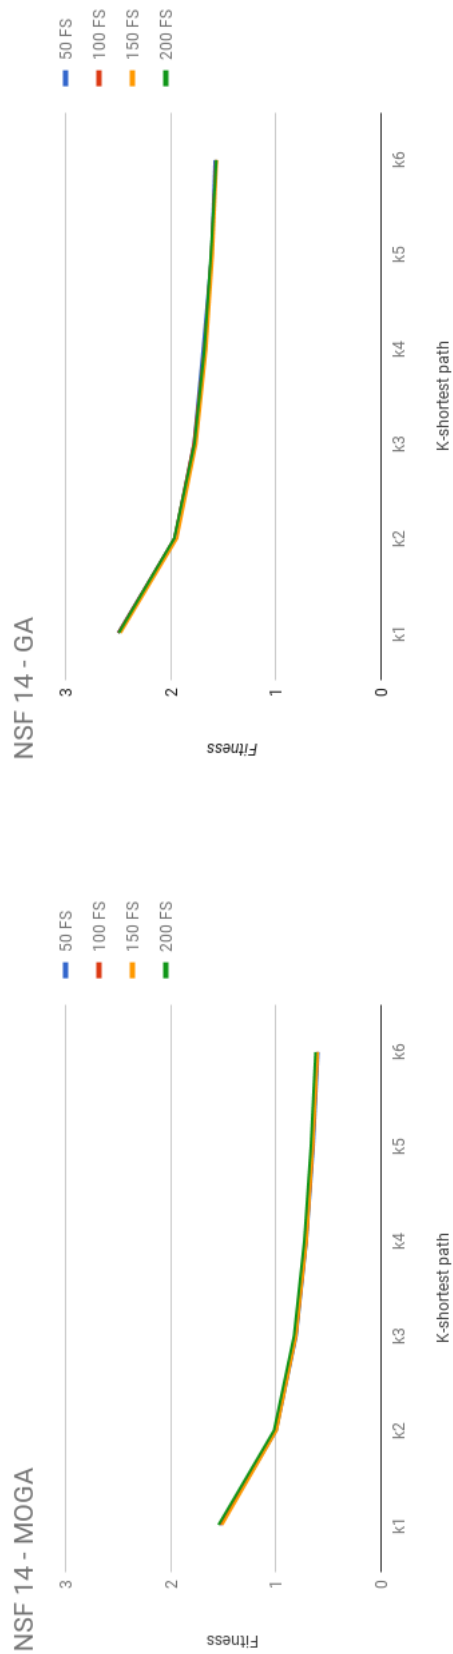 NSF 14 - MOGA
50 FS
100 FS
150 FS
200 FS
3
2
1
0
Fitness
k1
k2
k3
k4
k5
k6
K-shortest path
NSF 14 - GA
50 FS
100 FS
150 FS
200 FS
3
2
1
0
Fitness
k1
k2
k3
k4
k5
k6
K-shortest path